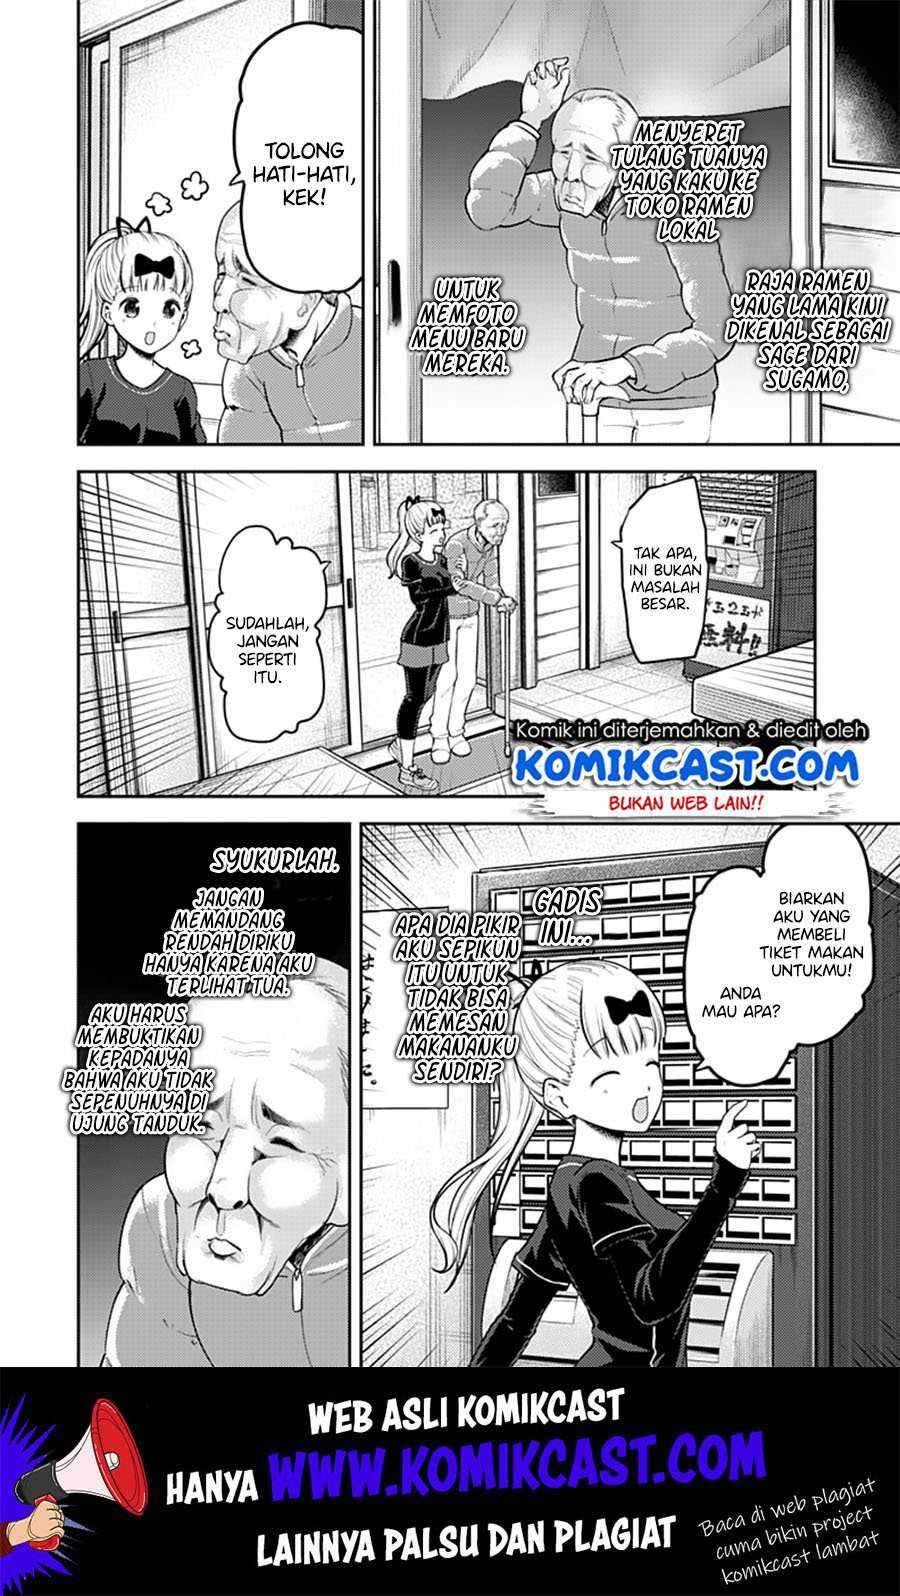 RAJA RAMEN
YANG LAMA KINI
DIKENAL SEBAGAI
SAGE DARI
SUGAMO,
MENYERET
TULANG TUANYA
YANG KAKU KE
TOKO RAMEN
LOKAL
UNTUK
MEMFOTO
MENU BARU
MEREKA.
TOLONG
HATI-HATI,
KEK!
TAK APA,
INI BUKAN
MASALAH
BESAR.
SUDAHLAH,
JANGAN
SEPERTI
ITU.
無料!!
Komik ini diterjemahkan & diedit oleh
KOMIKCAST.COM
BUKAN WEB LAIN!!
BIARKAN
AKU YANG
MEMBELI
TIKET MAKAN
UNTUKMU!
ANDA
MAU APA?
GADIS
INI...
APA DIA PIKIR
AKU SEPIKUN
ITU UNTUK
TIDAK BISA
MEMESAN
MAKANANKU
SENDIRI?
SYUKURLAH.
JANGAN
MEMANDANG
RENDAH DIRIKU
HANYA KARENA AKU
TERLIHAT TUA.
AKU HARUS
MEMBUKTIKAN
KEPADANYA
BAHWA AKU TIDAK
SEPENUHNYA DI
UJUNG TANDUK.
WEB ASLI KOMIKCAST
HANYA WWW.KOMIKCAST.COM
LAINNYA PALSU DAN PLAGIAT
Baca di web plagiat
cuma bikin project
komikcast lambat